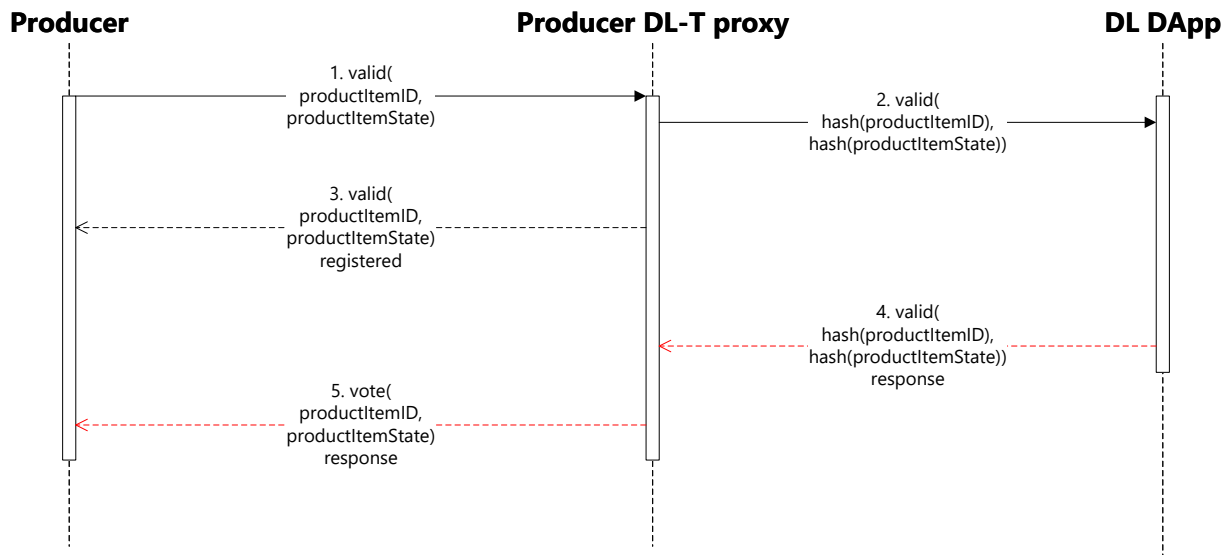 Producer
Producer DL-T proxy
DL DApp
1. valid(
productItemID,
productItemState)
2. valid(
hash(productItemID),
hash(productItemState))
3. valid(
productItemID,
productItemState)
registered
4. valid(
hash(productItemID),
hash(productItemState))
response
5. vote(
productItemID,
productItemState)
response